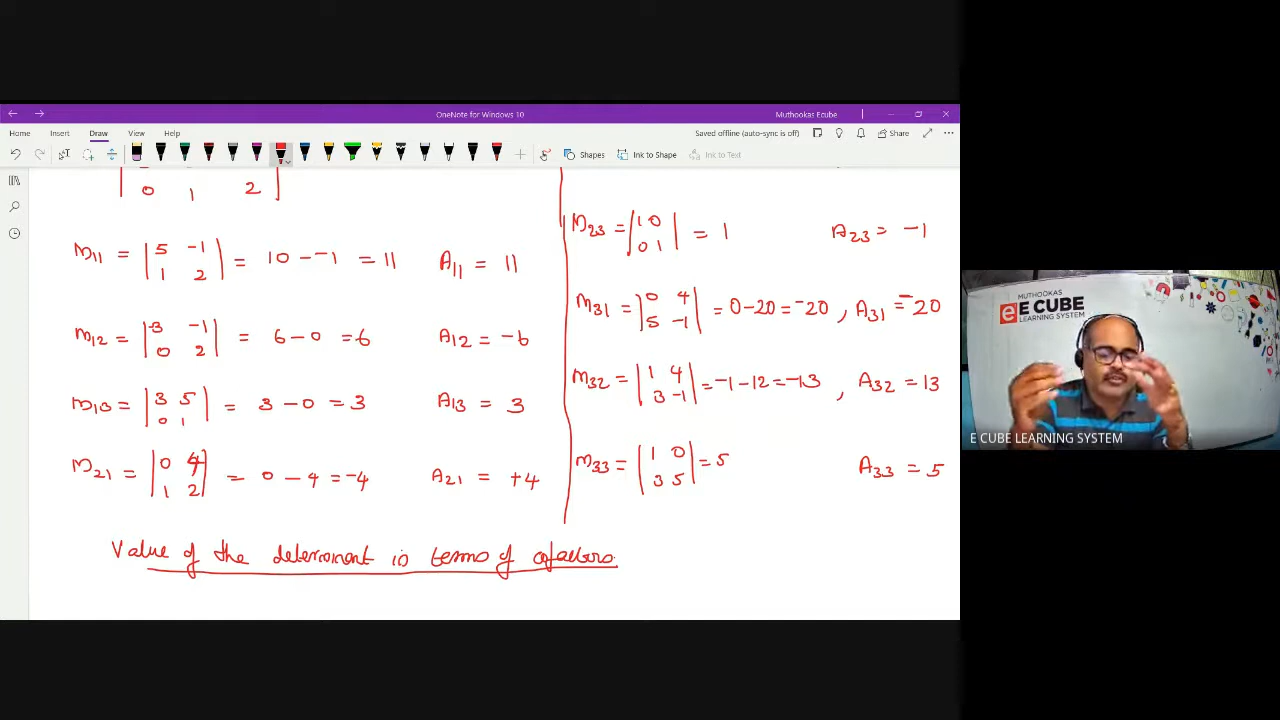 OneNote for Windows 10
Muthookas Ecube
Home Insert Draw View Help
Saved offline (auto-sync is off)
Share
Shapes
Ink to Shape
Ink to Text
0 1 2
M11 = |5 -1| = 10 - -1 = 11 A11 = 11
|1 2|
M12 = |3 -1| = 6 - 0 = 6 A12 = -6
|0 2|
M13 = |3 5| = 3 - 0 = 3 A13 = 3
|0 1|
M21 = |0 4| = 0 - 4 = -4 A21 = +4
|1 2|
M23 = |1 0| = 1 A23 = -1
|0 1|
M31 = |0 4| = 0-20 = -20 , A31 = -20
|5 -1|
M32 = |1 4| = -1-12 = -13 , A32 = 13
|3 -1|
M33 = |1 0| = 5 A33 = 5
|3 5|
Value of the determinant in terms of cofactors.
MUTHOOKAS
e E CUBE
LEARNING SYSTEM
E CUBE LEARNING SYSTEM